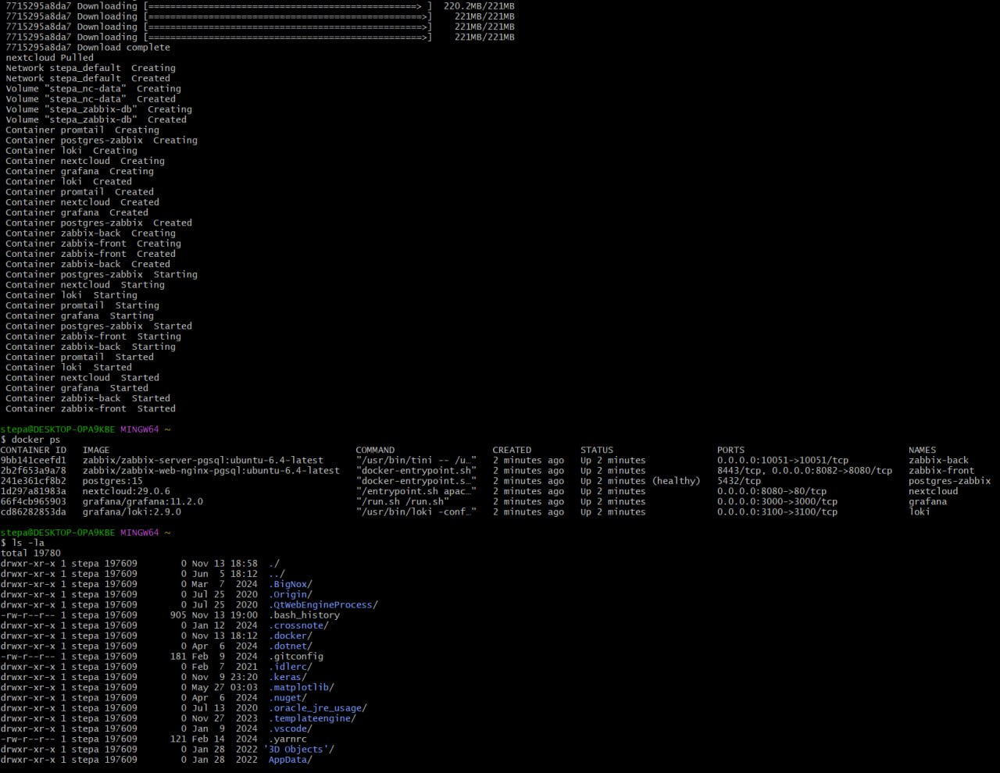 7715295a8da7 Downloading [=================================================> ]  220.2MB/221MB
7715295a8da7 Downloading [==================================================>]    221MB/221MB
7715295a8da7 Downloading [==================================================>]    221MB/221MB
7715295a8da7 Downloading [==================================================>]    221MB/221MB
7715295a8da7 Download complete
nextcloud Pulled
Network stepa_default  Creating
Network stepa_default  Created
Volume "stepa_nc-data"  Creating
Volume "stepa_nc-data"  Created
Volume "stepa_zabbix-db"  Creating
Volume "stepa_zabbix-db"  Created
Container promtail  Creating
Container postgres-zabbix  Creating
Container loki  Creating
Container nextcloud  Creating
Container grafana  Creating
Container loki  Created
Container promtail  Created
Container nextcloud  Created
Container grafana  Created
Container postgres-zabbix  Created
Container zabbix-back  Creating
Container zabbix-front  Creating
Container zabbix-front  Created
Container zabbix-back  Created
Container postgres-zabbix  Starting
Container nextcloud  Starting
Container loki  Starting
Container promtail  Starting
Container grafana  Starting
Container postgres-zabbix  Started
Container zabbix-front  Starting
Container zabbix-back  Starting
Container promtail  Started
Container loki  Started
Container nextcloud  Started
Container grafana  Started
Container zabbix-back  Started
Container zabbix-front  Started
stepa@DESKTOP-OPA9KBE MINGW64 ~
$ docker ps
CONTAINER ID   IMAGE                                             COMMAND                  CREATED         STATUS                   PORTS                              NAMES
9bb141ceefd1   zabbix/zabbix-server-pgsql:ubuntu-6.4-latest      "/usr/bin/tini -- /u…"   2 minutes ago   Up 2 minutes             0.0.0.0:10051->10051/tcp           zabbix-back
2b2f653a9a78   zabbix/zabbix-web-nginx-pgsql:ubuntu-6.4-latest   "docker-entrypoint.sh"   2 minutes ago   Up 2 minutes             8443/tcp, 0.0.0.0:8082->8080/tcp   zabbix-front
241e361cf8b2   postgres:15                                       "docker-entrypoint.s…"   2 minutes ago   Up 2 minutes (healthy)   5432/tcp                           postgres-zabbix
1d297a81983a   nextcloud:29.0.6                                  "/entrypoint.sh apac…"   2 minutes ago   Up 2 minutes             0.0.0.0:8080->80/tcp               nextcloud
66f4cb965903   grafana/grafana:11.2.0                            "/run.sh /run.sh"        2 minutes ago   Up 2 minutes             0.0.0.0:3000->3000/tcp             grafana
cd86282853da   grafana/loki:2.9.0                                "/usr/bin/loki -conf…"   2 minutes ago   Up 2 minutes             0.0.0.0:3100->3100/tcp             loki
stepa@DESKTOP-OPA9KBE MINGW64 ~
$ ls -la
total 19780
drwxr-xr-x 1 stepa 197609        0 Nov 13 18:58  ./
drwxr-xr-x 1 stepa 197609        0 Jun  5 18:12  ../
drwxr-xr-x 1 stepa 197609        0 Mar  7  2024  .BigNox/
drwxr-xr-x 1 stepa 197609        0 Jul 25  2020  .Origin/
drwxr-xr-x 1 stepa 197609        0 Jul 25  2020  .QtWebEngineProcess/
-rw-r--r-- 1 stepa 197609      905 Nov 13 19:00  .bash_history
drwxr-xr-x 1 stepa 197609        0 Jan 12  2024  .crossnote/
drwxr-xr-x 1 stepa 197609        0 Nov 13 18:12  .docker/
drwxr-xr-x 1 stepa 197609        0 Apr  6  2024  .dotnet/
-rw-r--r-- 1 stepa 197609      181 Feb  9  2024  .gitconfig
drwxr-xr-x 1 stepa 197609        0 Feb  7  2021  .idlerc/
drwxr-xr-x 1 stepa 197609        0 Nov  9 23:20  .keras/
drwxr-xr-x 1 stepa 197609        0 May 27 03:03  .matplotlib/
drwxr-xr-x 1 stepa 197609        0 Apr  6  2024  .nuget/
drwxr-xr-x 1 stepa 197609        0 Jul 13  2020  .oracle_jre_usage/
drwxr-xr-x 1 stepa 197609        0 Nov 27  2023  .templateengine/
drwxr-xr-x 1 stepa 197609        0 Jan  9  2024  .vscode/
-rw-r--r-- 1 stepa 197609      121 Feb 14  2024  .yarnrc
drwxr-xr-x 1 stepa 197609        0 Jan 28  2022 '3D Objects'/
drwxr-xr-x 1 stepa 197609        0 Jan 28  2022  AppData/